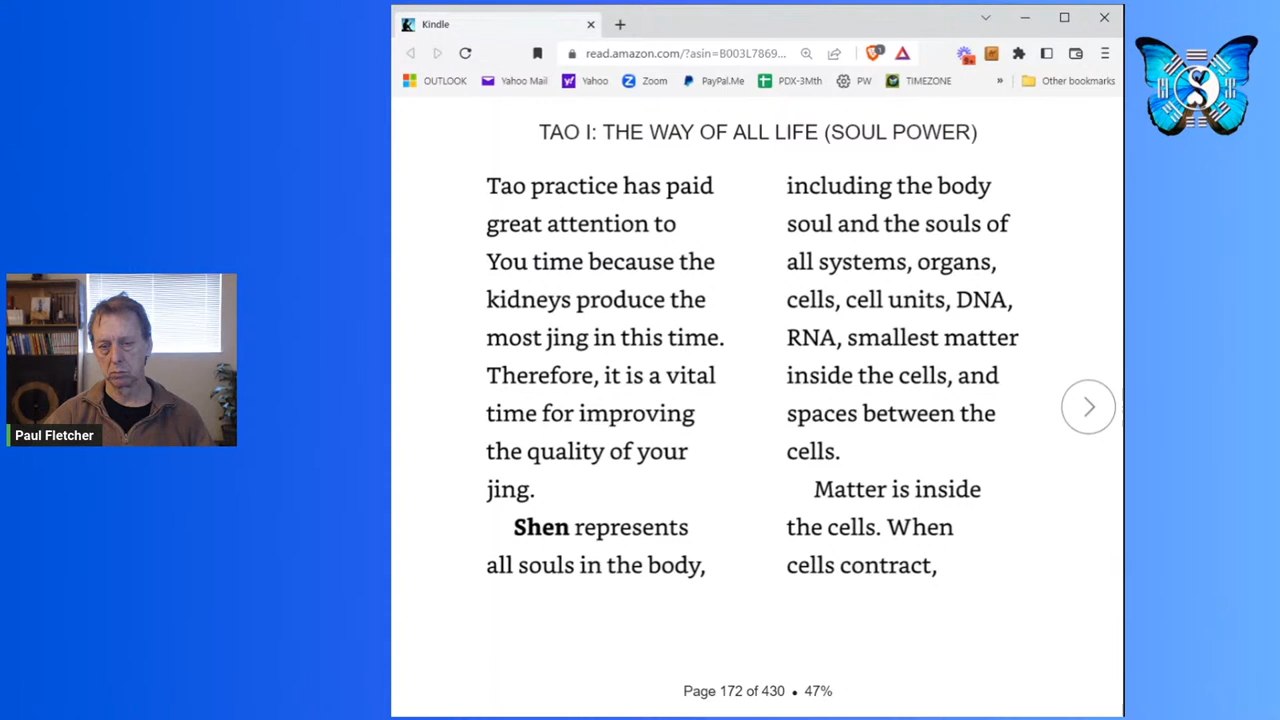 Kindle
read.amazon.com/?asin=B003L7869...
OUTLOOK
Yahoo Mail
Yahoo
Zoom
PayPal.Me
PDX-3Mth
PW
TIMEZONE
»
Other bookmarks
TAO I: THE WAY OF ALL LIFE (SOUL POWER)
Tao practice has paid
great attention to
You time because the
kidneys produce the
most jing in this time.
Therefore, it is a vital
time for improving
the quality of your
jing.
Shen represents
all souls in the body,
including the body
soul and the souls of
all systems, organs,
cells, cell units, DNA,
RNA, smallest matter
inside the cells, and
spaces between the
cells.
Matter is inside
the cells. When
cells contract,
Page 172 of 430 • 47%
Paul Fletcher